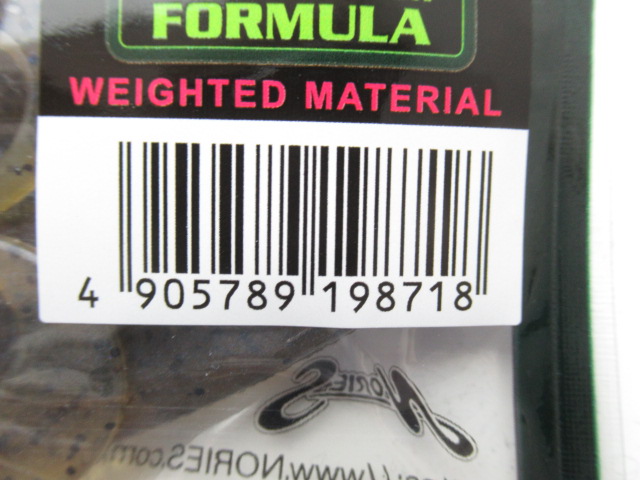 FORMULA
WEIGHTED MATERIAL
4 905789 198718
NORIES
://www.NORIES.com